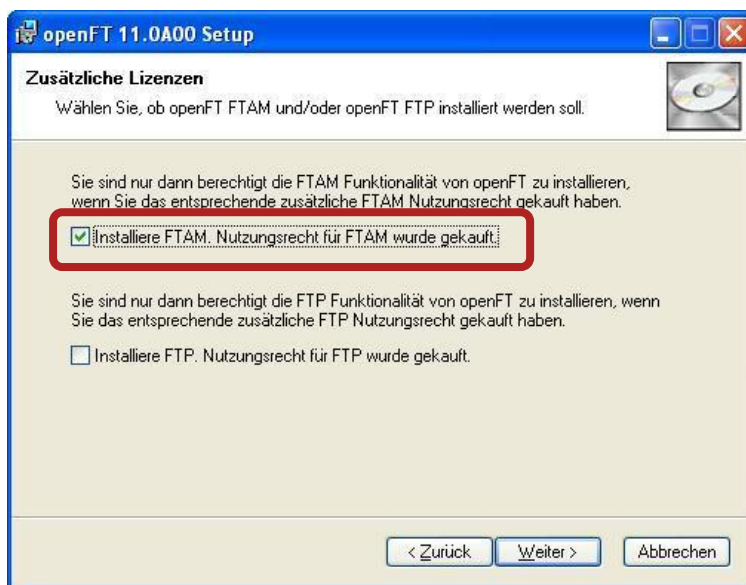 openFT 11.0A00 Setup
Zusätzliche Lizenzen
Wählen Sie, ob openFT FTAM und/oder openFT FTP installiert werden soll.
Sie sind nur dann berechtigt die FTAM Funktionalität von openFT zu installieren,
wenn Sie das entsprechende zusätzliche FTAM Nutzungsrecht gekauft haben.
Installiere FTAM. Nutzungsrecht für FTAM wurde gekauft.
Sie sind nur dann berechtigt die FTP Funktionalität von openFT zu installieren, wenn
Sie das entsprechende zusätzliche FTP Nutzungsrecht gekauft haben.
Installiere FTP. Nutzungsrecht für FTP wurde gekauft.
< Zurück Weiter > Abbrechen